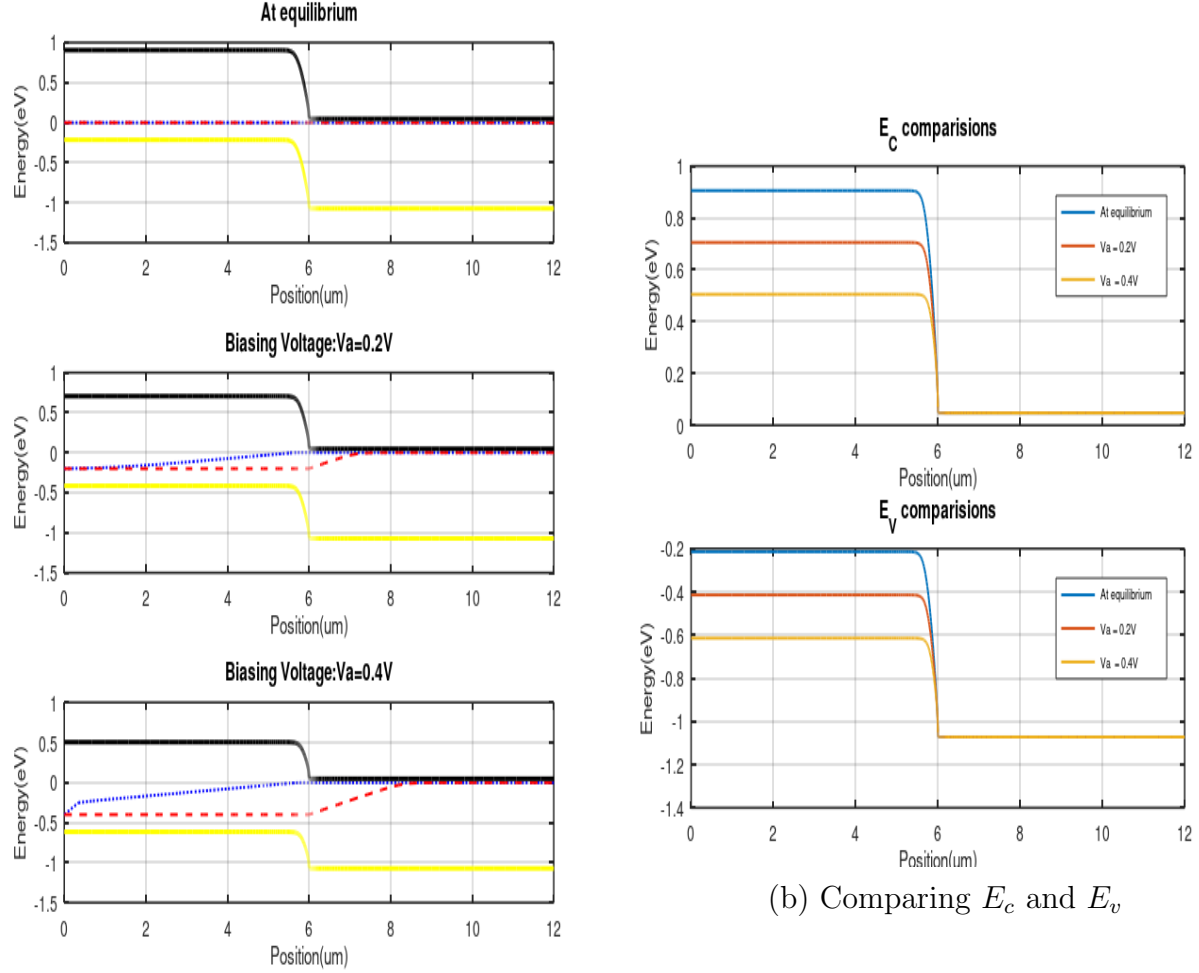 At equilibrium
1
0.5
0
-0.5
-1
-1.5
Energy(eV)
0 2 4 6 8 10 12
Position(um)
Biasing Voltage:Va=0.2V
1
0.5
0
-0.5
-1
-1.5
Energy(eV)
0 2 4 6 8 10 12
Position(um)
Biasing Voltage:Va=0.4V
1
0.5
0
-0.5
-1
-1.5
Energy(eV)
0 2 4 6 8 10 12
Position(um)
E_C comparisions
1
0.8
0.6
0.4
0.2
0
Energy(eV)
At equilibrium
Va = 0.2V
Va = 0.4V
0 2 4 6 8 10 12
Position(um)
E_V comparisions
-0.2
-0.4
-0.6
-0.8
-1
-1.2
-1.4
Energy(eV)
At equilibrium
Va = 0.2V
Va = 0.4V
0 2 4 6 8 10 12
Position(um)
(b) Comparing E_c and E_v